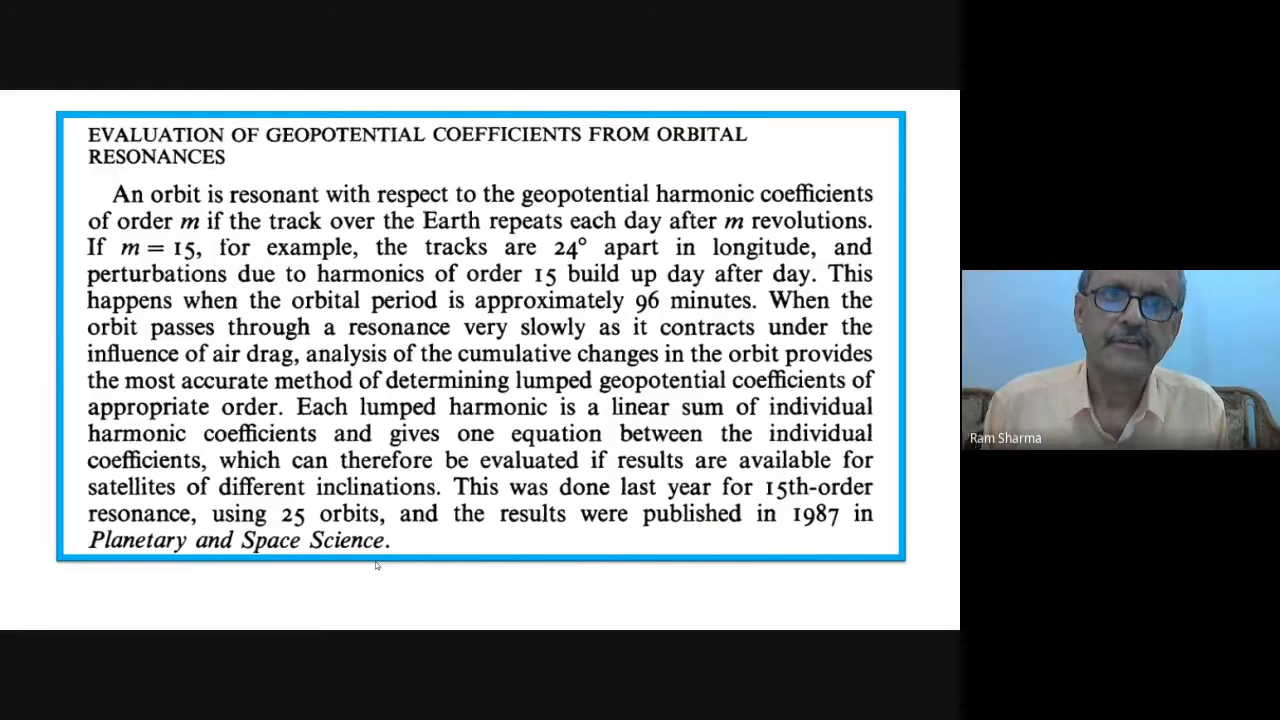 EVALUATION OF GEOPOTENTIAL COEFFICIENTS FROM ORBITAL
RESONANCES
An orbit is resonant with respect to the geopotential harmonic coefficients
of order m if the track over the Earth repeats each day after m revolutions.
If m = 15, for example, the tracks are 24° apart in longitude, and
perturbations due to harmonics of order 15 build up day after day. This
happens when the orbital period is approximately 96 minutes. When the
orbit passes through a resonance very slowly as it contracts under the
influence of air drag, analysis of the cumulative changes in the orbit provides
the most accurate method of determining lumped geopotential coefficients of
appropriate order. Each lumped harmonic is a linear sum of individual
harmonic coefficients and gives one equation between the individual
coefficients, which can therefore be evaluated if results are available for
satellites of different inclinations. This was done last year for 15th-order
resonance, using 25 orbits, and the results were published in 1987 in
Planetary and Space Science.
Ram Sharma